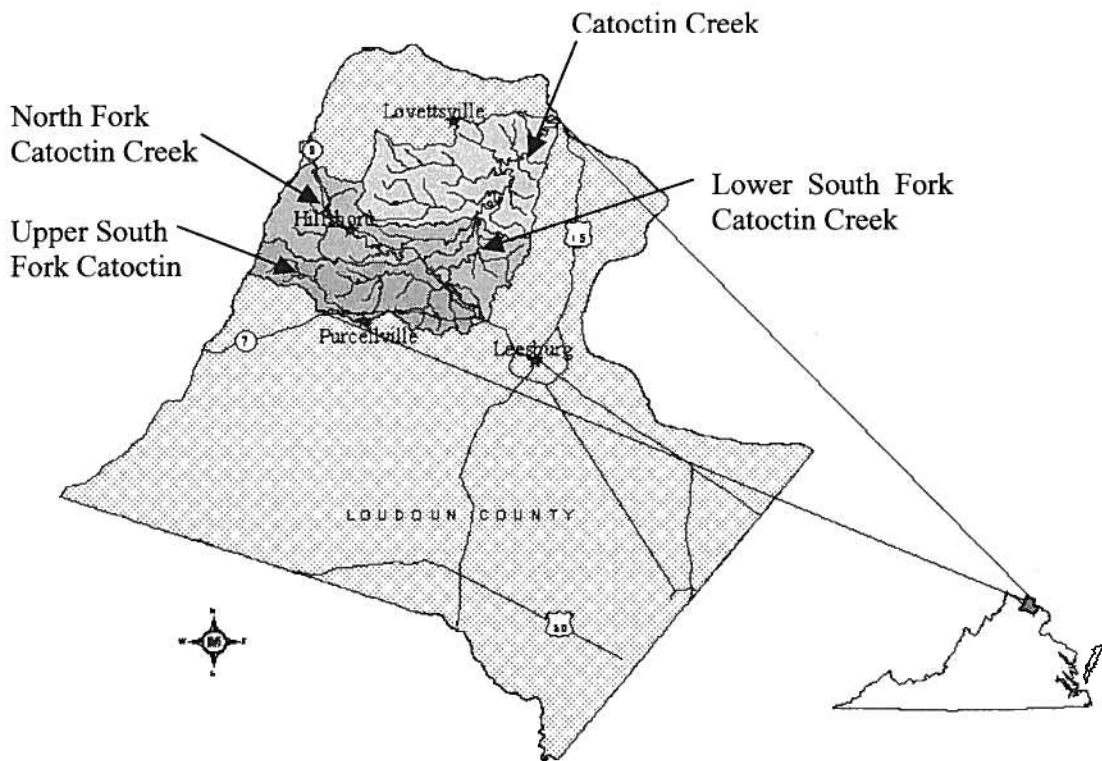 Catoctin Creek
North Fork
Catoctin Creek
Lovettsville
Lower South Fork
Catoctin Creek
Upper South
Fork Catoctin
15
Purcellville
7
Leesburg
LOUDOUN COUNTY
50